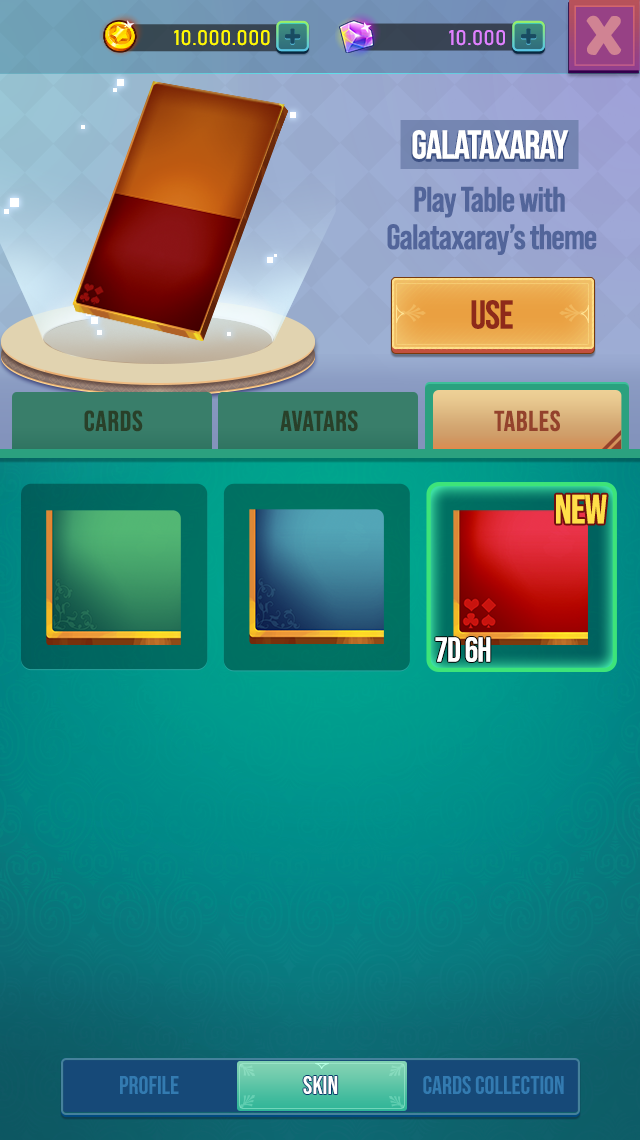 10.000.000
10.000
GALATAXARAY
Play Table with
Galataxaray's theme
USE
CARDS
AVATARS
TABLES
NEW
7D 6H
PROFILE
SKIN
CARDS COLLECTION